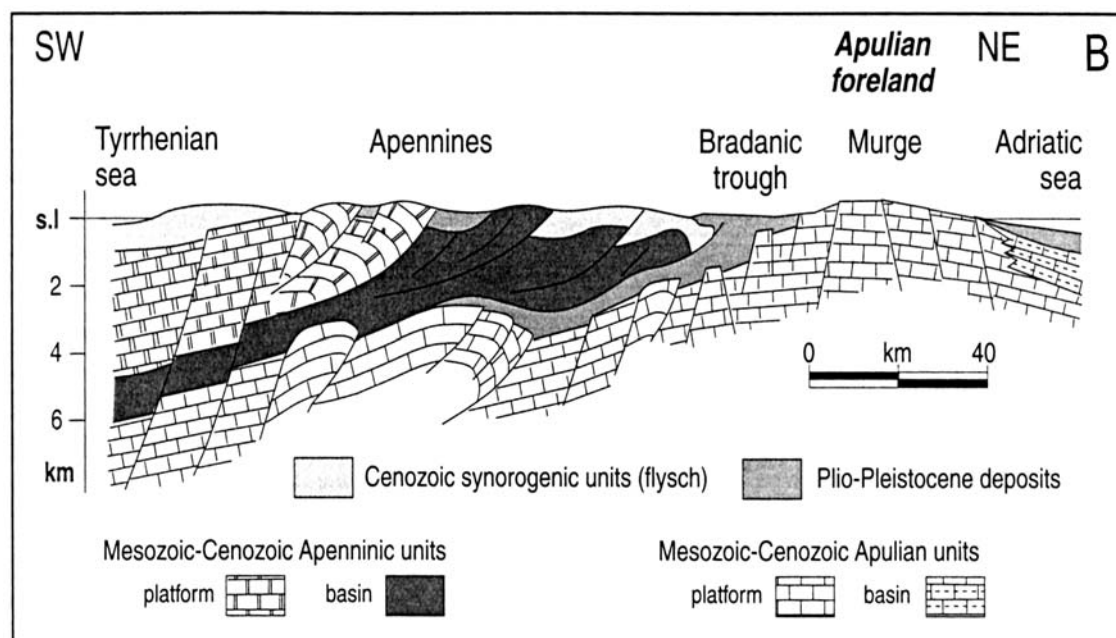 SW
Apulian
foreland
NE
B
Tyrrhenian
sea
Apennines
Bradanic
trough
Murge
Adriatic
sea
s.l
2
4
6
km
0 km 40
Cenozoic synorogenic units (flysch)
Plio-Pleistocene deposits
Mesozoic-Cenozoic Apenninic units
platform
basin
Mesozoic-Cenozoic Apulian units
platform
basin